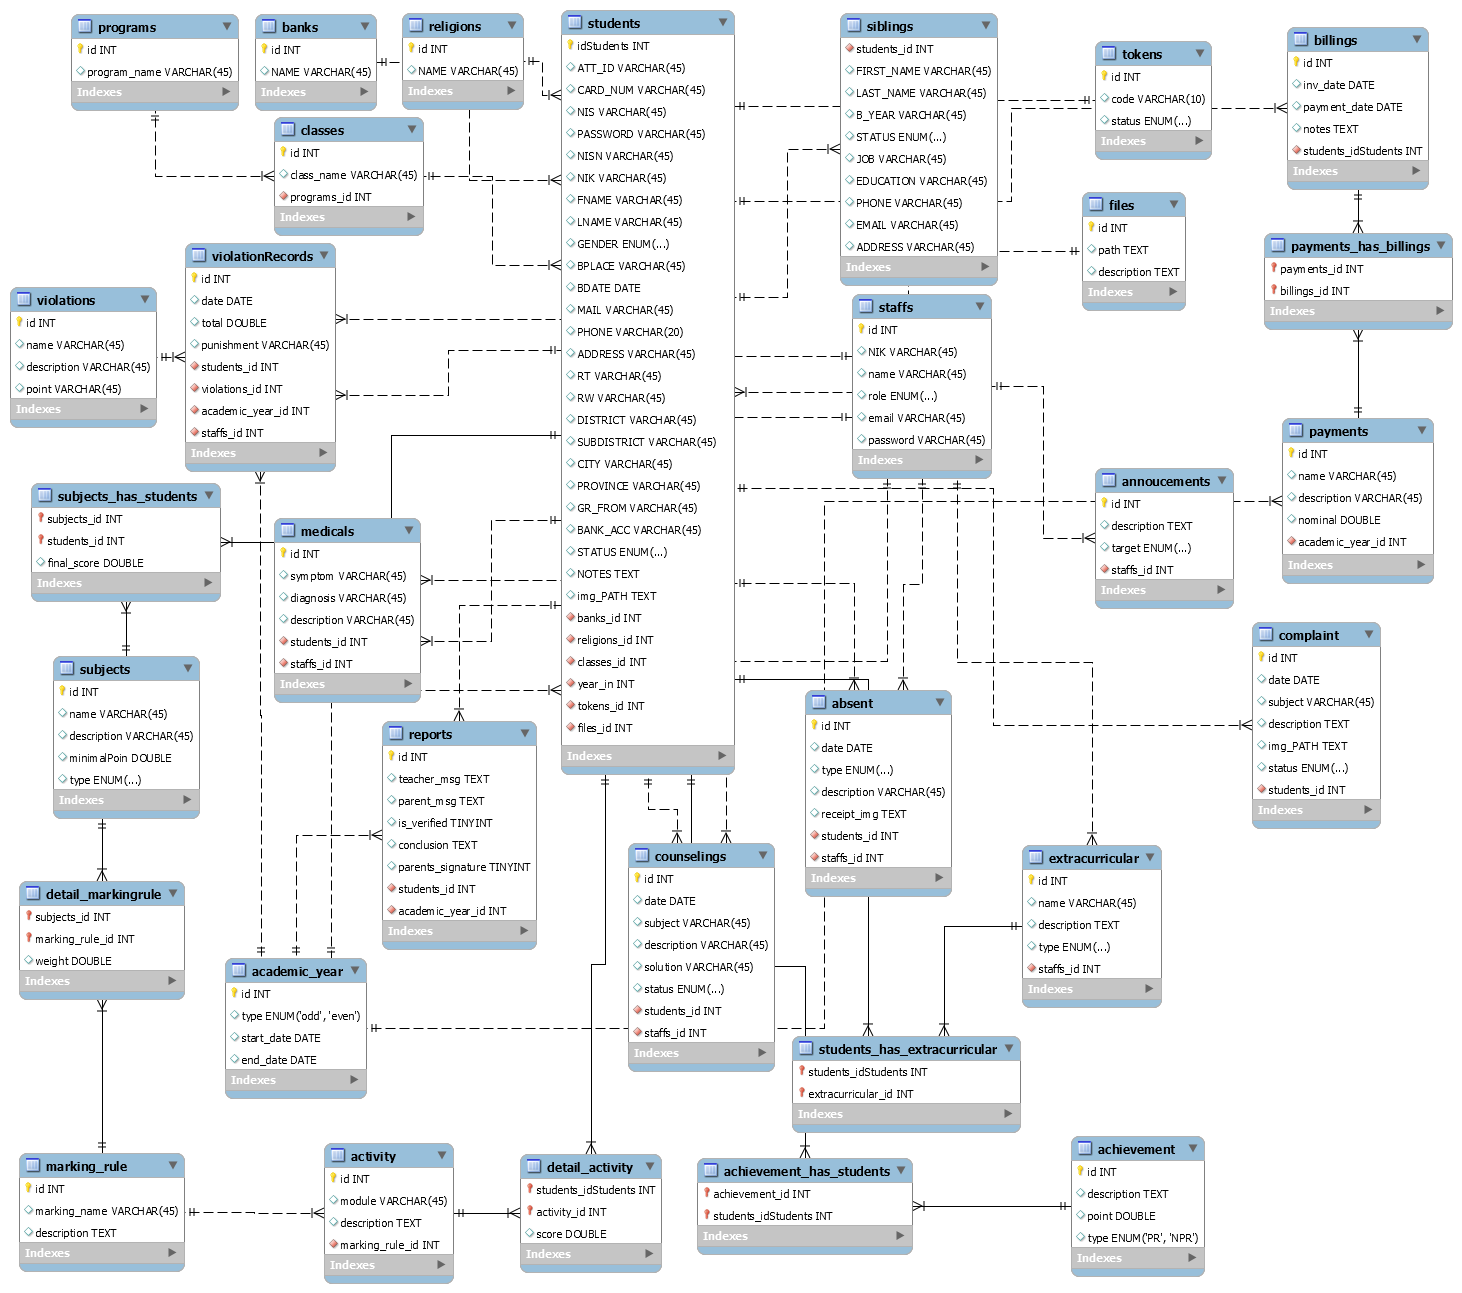 programs
id INT
program_name VARCHAR(45)
Indexes
banks
id INT
NAME VARCHAR(45)
Indexes
religions
id INT
NAME VARCHAR(45)
Indexes
students
idStudents INT
ATT_ID VARCHAR(45)
CARD_NUM VARCHAR(45)
NIS VARCHAR(45)
PASSWORD VARCHAR(45)
NISN VARCHAR(45)
NIK VARCHAR(45)
FNAME VARCHAR(45)
LNAME VARCHAR(45)
GENDER ENUM(...)
BPLACE VARCHAR(45)
BDATE DATE
MAIL VARCHAR(45)
PHONE VARCHAR(20)
ADDRESS VARCHAR(45)
RT VARCHAR(45)
RW VARCHAR(45)
DISTRICT VARCHAR(45)
SUBDISTRICT VARCHAR(45)
CITY VARCHAR(45)
PROVINCE VARCHAR(45)
GR_FROM VARCHAR(45)
BANK_ACC VARCHAR(45)
STATUS ENUM(...)
NOTES TEXT
img_PATH TEXT
banks_id INT
religions_id INT
classes_id INT
year_in INT
tokens_id INT
files_id INT
Indexes
siblings
students_id INT
FIRST_NAME VARCHAR(45)
LAST_NAME VARCHAR(45)
B_YEAR VARCHAR(45)
STATUS ENUM(...)
JOB VARCHAR(45)
EDUCATION VARCHAR(45)
PHONE VARCHAR(45)
EMAIL VARCHAR(45)
ADDRESS VARCHAR(45)
Indexes
tokens
id INT
code VARCHAR(10)
status ENUM(...)
Indexes
billings
id INT
inv_date DATE
payment_date DATE
notes TEXT
students_idStudents INT
Indexes
classes
id INT
class_name VARCHAR(45)
programs_id INT
Indexes
files
id INT
path TEXT
description TEXT
Indexes
payments_has_billings
payments_id INT
billings_id INT
Indexes
violationRecords
id INT
date DATE
total DOUBLE
punishment VARCHAR(45)
students_id INT
violations_id INT
academic_year_id INT
staffs_id INT
Indexes
violations
id INT
name VARCHAR(45)
description VARCHAR(45)
point VARCHAR(45)
Indexes
staffs
id INT
NIK VARCHAR(45)
name VARCHAR(45)
role ENUM(...)
email VARCHAR(45)
password VARCHAR(45)
Indexes
payments
id INT
name VARCHAR(45)
description VARCHAR(45)
nominal DOUBLE
academic_year_id INT
Indexes
annoucements
id INT
description TEXT
target ENUM(...)
staffs_id INT
Indexes
subjects_has_students
subjects_id INT
students_id INT
final_score DOUBLE
Indexes
medicals
id INT
symptom VARCHAR(45)
diagnosis VARCHAR(45)
description VARCHAR(45)
students_id INT
staffs_id INT
Indexes
complaint
id INT
date DATE
subject VARCHAR(45)
description TEXT
img_PATH TEXT
status ENUM(...)
students_id INT
Indexes
subjects
id INT
name VARCHAR(45)
description VARCHAR(45)
minimalPoin DOUBLE
type ENUM(...)
Indexes
absent
id INT
date DATE
type ENUM(...)
description VARCHAR(45)
receipt_img TEXT
students_id INT
staffs_id INT
Indexes
reports
id INT
teacher_msg TEXT
parent_msg TEXT
is_verified TINYINT
conclusion TEXT
parents_signature TINYINT
students_id INT
academic_year_id INT
Indexes
counselings
id INT
date DATE
subject VARCHAR(45)
description VARCHAR(45)
solution VARCHAR(45)
status ENUM(...)
students_id INT
staffs_id INT
Indexes
extracurricular
id INT
name VARCHAR(45)
description TEXT
type ENUM(...)
staffs_id INT
Indexes
detail_markingrule
subjects_id INT
marking_rule_id INT
weight DOUBLE
Indexes
academic_year
id INT
type ENUM('odd', 'even')
start_date DATE
end_date DATE
Indexes
students_has_extracurricular
students_idStudents INT
extracurricular_id INT
Indexes
marking_rule
id INT
marking_name VARCHAR(45)
description TEXT
Indexes
activity
id INT
module VARCHAR(45)
description TEXT
marking_rule_id INT
Indexes
detail_activity
students_idStudents INT
activity_id INT
score DOUBLE
Indexes
achievement_has_students
achievement_id INT
students_idStudents INT
Indexes
achievement
id INT
description TEXT
point DOUBLE
type ENUM('PR', 'NPR')
Indexes